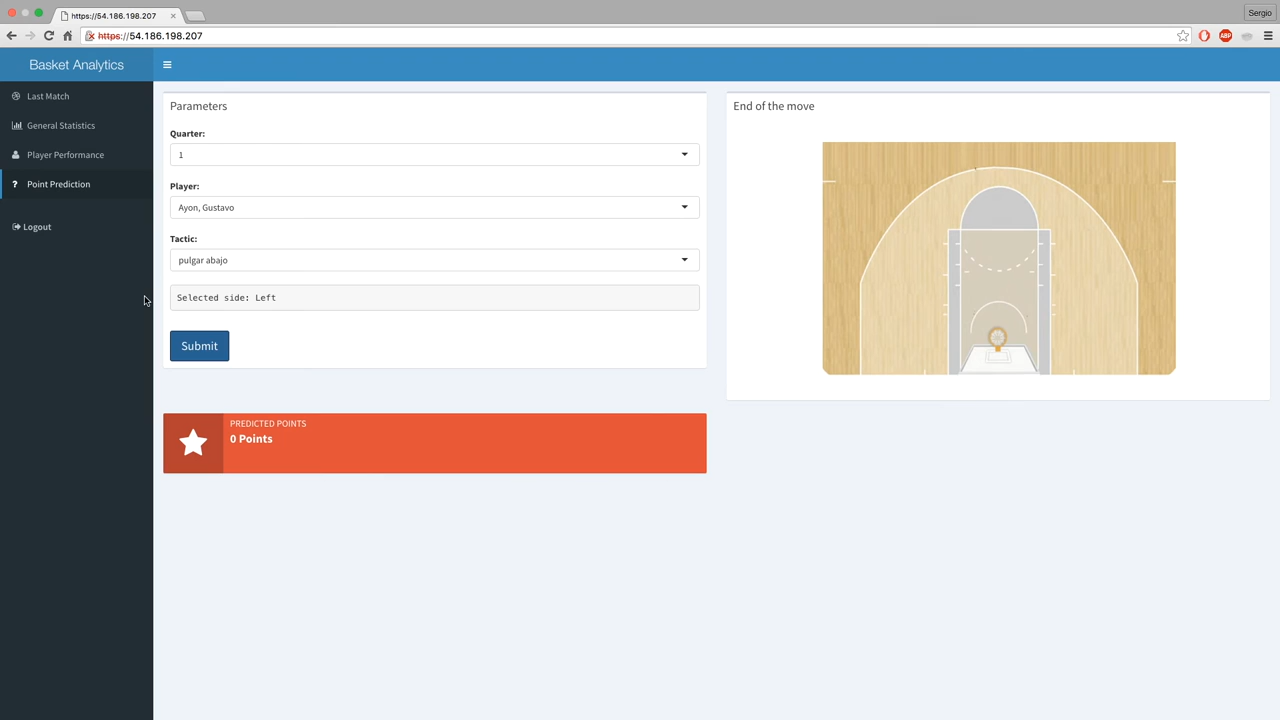 https://54.186.198.207
Sergio
https://54.186.198.207
ABP
Basket Analytics
Last Match
General Statistics
Player Performance
Point Prediction
Logout
Parameters
Quarter:
1
Player:
Ayon, Gustavo
Tactic:
pulgar abajo
Selected side: Left
Submit
PREDICTED POINTS
0 Points
End of the move